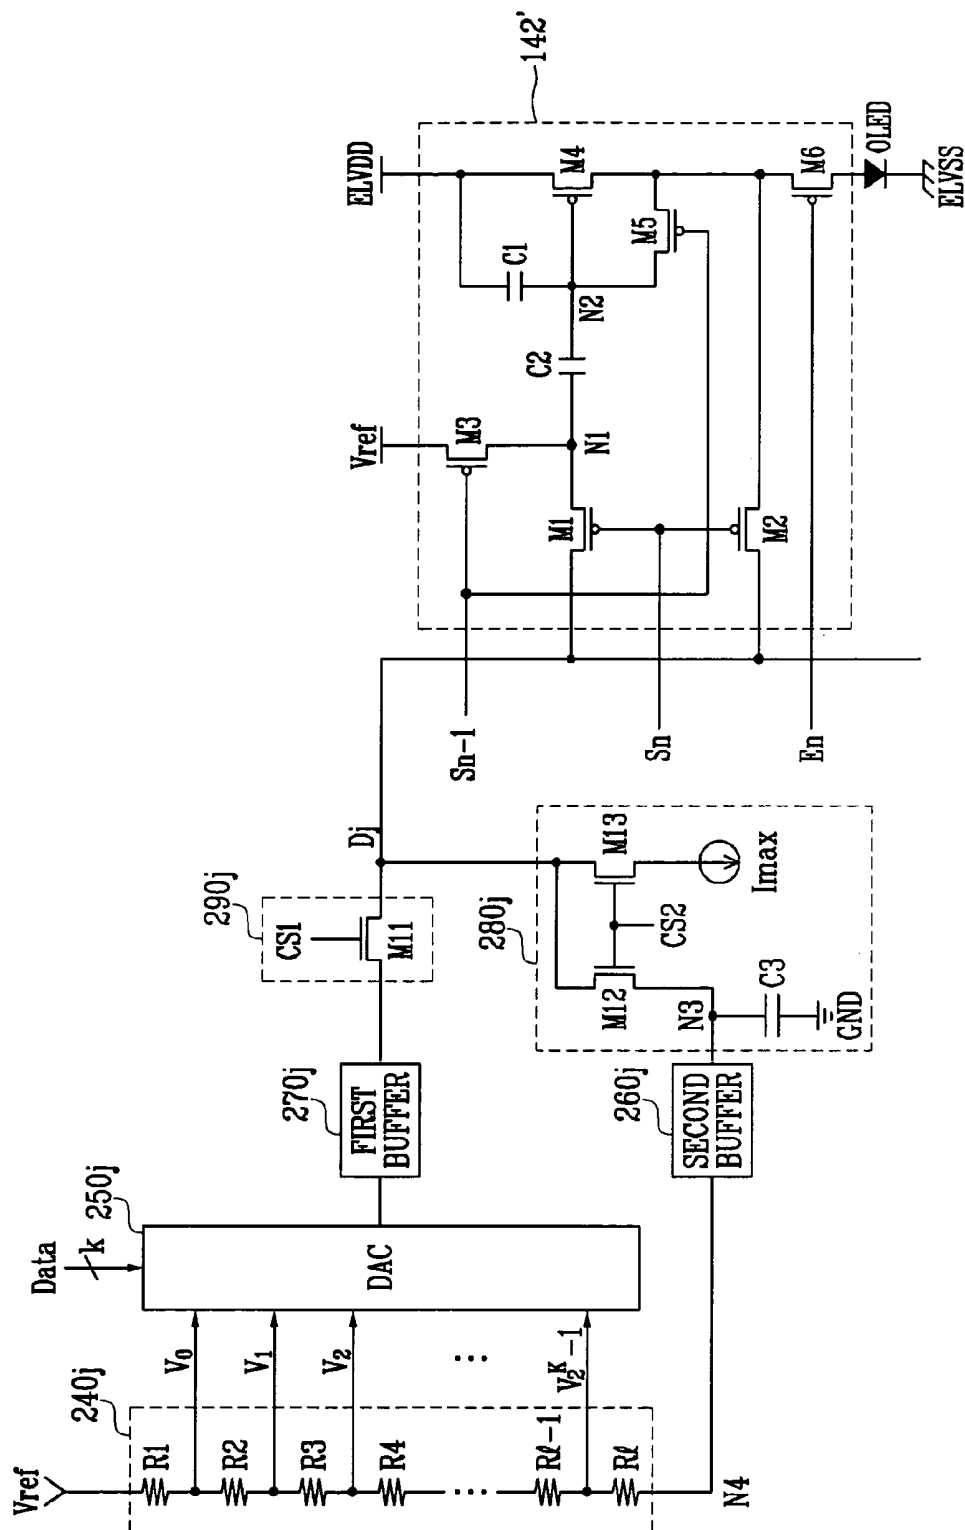 142'
ELVDD
M4
M6
OLED
ELVSS
C1
M5
N2
C2
Vref
M3
N1
M1
M2
Sn-1
Sn
En
Dj
290j
CS1
M11
280j
M13
Imax
CS2
M12
N3
C3
GND
270j
FIRST
BUFFER
260j
SECOND
BUFFER
Data
k
250j
DAC
V0
V1
V2
...
V2^K-1
240j
Vref
R1
R2
R3
R4
...
Rℓ-1
Rℓ
N4